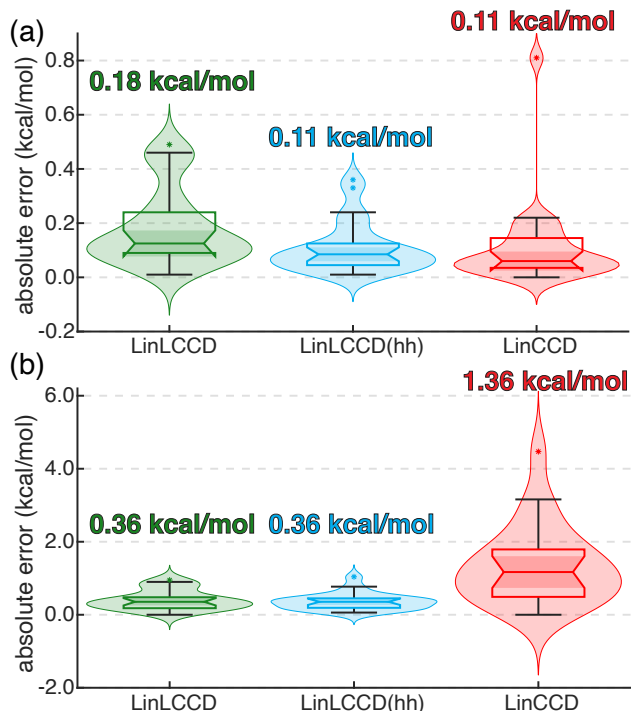 (a)
absolute error (kcal/mol)
0.8
0.6
0.4
0.2
0.0
-0.2
0.18 kcal/mol
0.11 kcal/mol
0.11 kcal/mol
LinLCCD
LinLCCD(hh)
LinCCD
(b)
absolute error (kcal/mol)
6.0
4.0
2.0
0.0
-2.0
0.36 kcal/mol
0.36 kcal/mol
1.36 kcal/mol
LinLCCD
LinLCCD(hh)
LinCCD